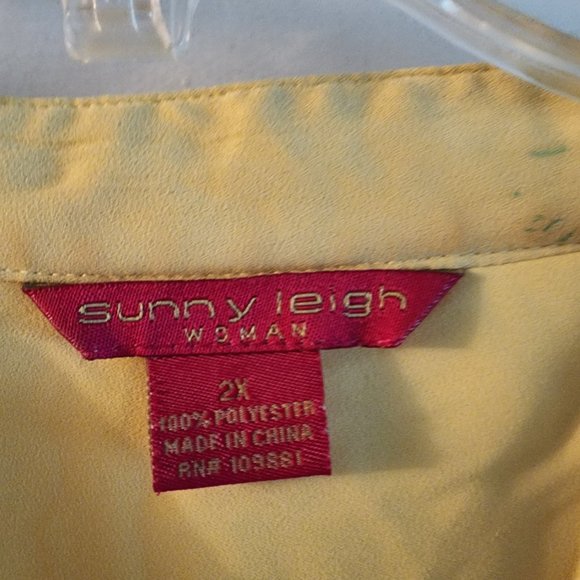 sunny leigh
WOMAN
2X
100% POLYESTER
MADE IN CHINA
RN# 109881